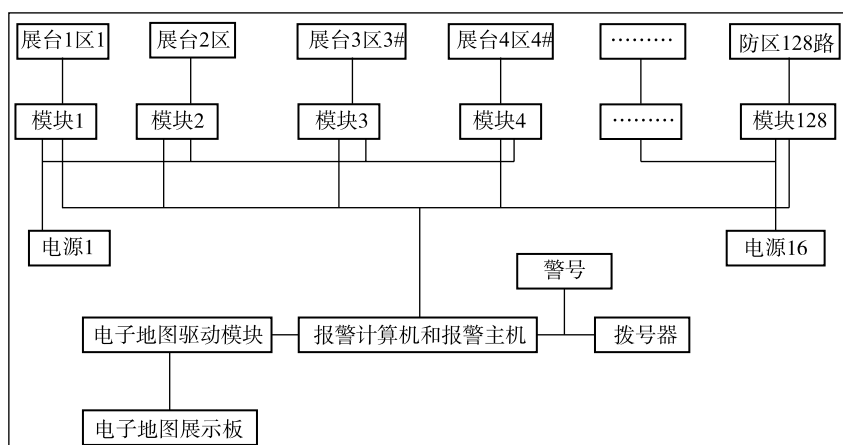 展台1区1
展台2区
展台3区3#
展台4区4#
………
防区128路
模块1
模块2
模块3
模块4
………
模块128
电源1
电源16
警号
电子地图驱动模块
报警计算机和报警主机
拨号器
电子地图展示板